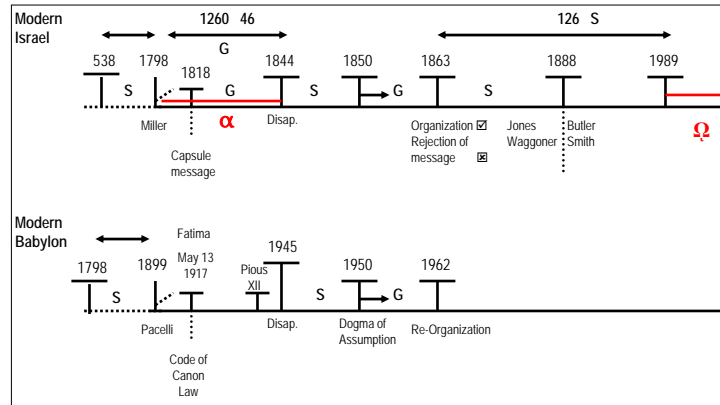 Modern
Israel
1260 46
G
126 S
538
1798
1818
1844
1850
1863
1888
1989
S
G
S
G
S
α
Ω
Miller
Capsule
message
Disap.
Organization ☑
Rejection of
message ☒
Jones
Waggoner
Butler
Smith
Modern
Babylon
Fatima
May 13
1917
1798
1899
Pious
XII
1945
1950
1962
S
S
G
Pacelli
Code of
Canon
Law
Disap.
Dogma of
Assumption
Re-Organization